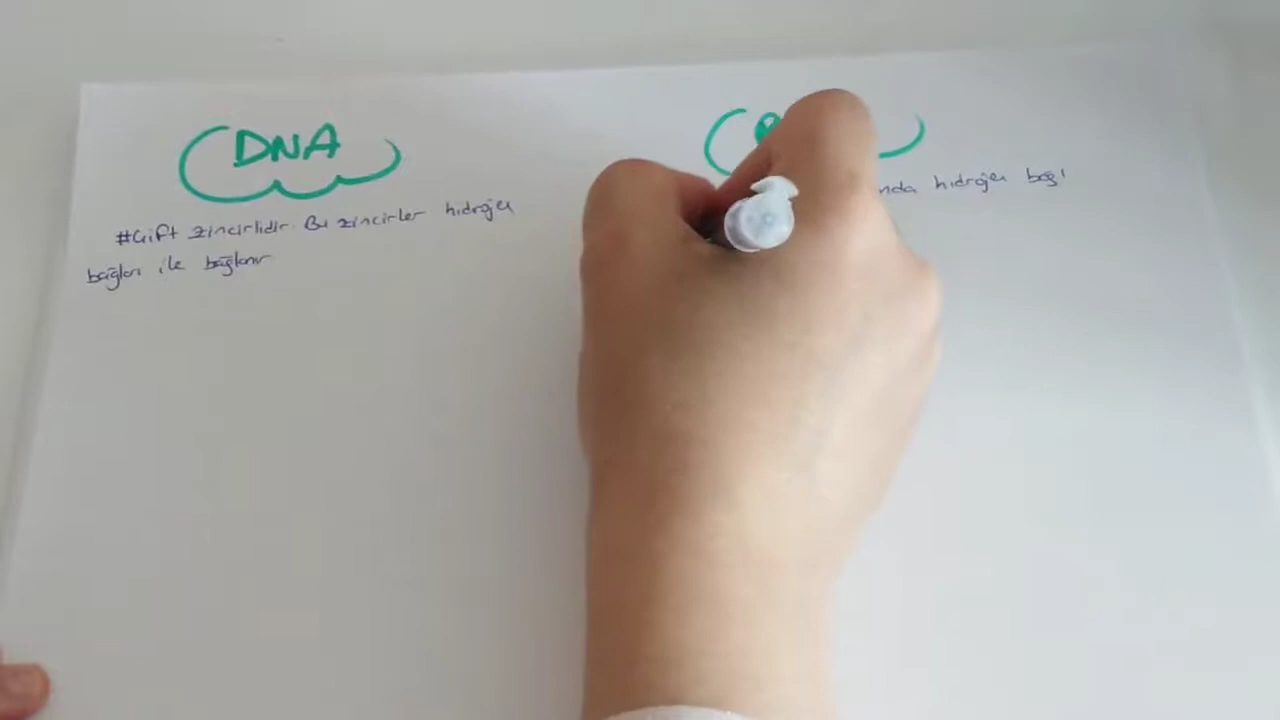 DNA
#Çift zincirlidir. Bu zincirler hidrojen
bağları ile bağlanır
hidrojen bağı